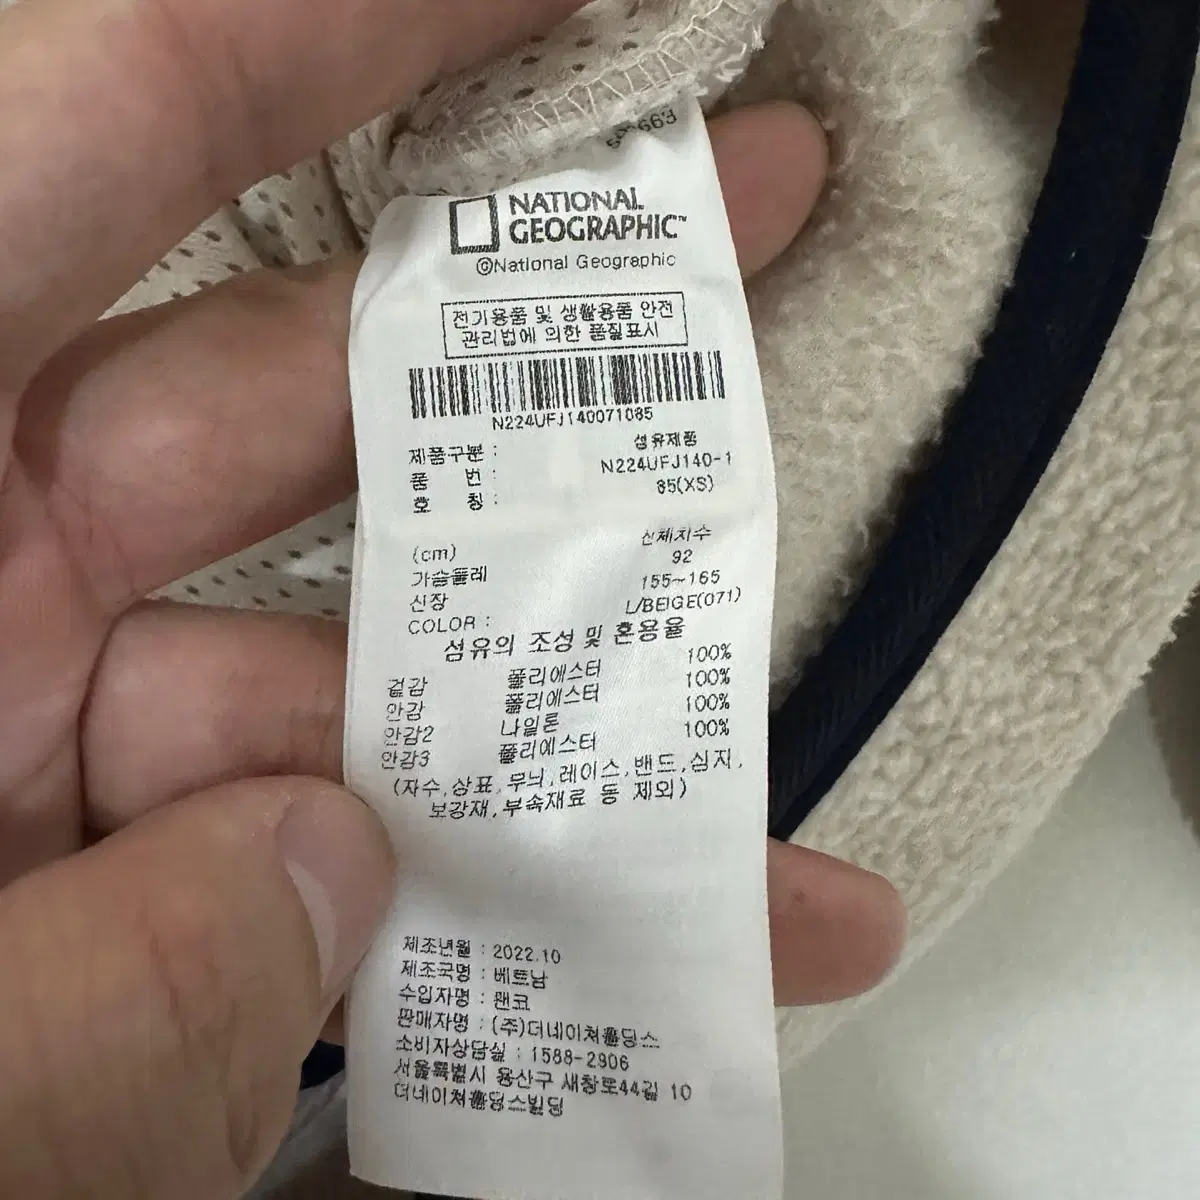 NATIONAL
GEOGRAPHIC™
©National Geographic
전기용품 및 생활용품 안전
관리법에 의한 품질표시
N224UFJ140071085
제품구분 : 섬유제품
품 번 : N224UFJ140-1
호 칭 : 85(XS)
(cm) 신체치수
가슴둘레 92
신장 155~165
COLOR : L/BEIGE(071)
섬유의 조성 및 혼용율
겉감 폴리에스터 100%
안감 폴리에스터 100%
안감2 나일론 100%
안감3 폴리에스터 100%
(자수,상표,무늬,레이스,밴드,심지,
보강재,부속재료 등 제외)
제조년월 : 2022.10
제조국명 : 베트남
수입자명 : 팬코
판매자명 : (주)더네이쳐홀딩스
소비자상담실 : 1588-2906
서울특별시 용산구 새창로44길 10
더네이쳐홀딩스빌딩